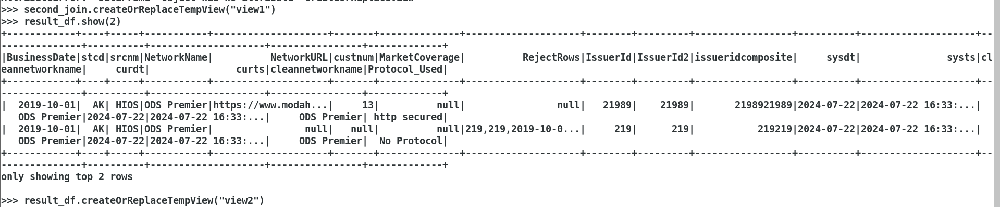 >>> second_join.createOrReplaceTempView("view1")
>>> result_df.show(2)
+------------+----+-----+-----------+--------------------+-------+--------------+--------------------+--------+---------+-----------------+----------+--------------------+--
--------------+----------+--------------------+----------------+-------------+
|BusinessDate|stcd|srcnm|NetworkName|          NetworkURL|custnum|MarketCoverage|          RejectRows|IssuerId|IssuerId2|issueridcomposite|     sysdt|               systs|cl
eannetworkname|     curdt|               curts|cleannetworkname|Protocol_Used|
+------------+----+-----+-----------+--------------------+-------+--------------+--------------------+--------+---------+-----------------+----------+--------------------+--
--------------+----------+--------------------+----------------+-------------+
|  2019-10-01|  AK| HIOS|ODS Premier|https://www.modah...|     13|          null|                null|   21989|    21989|       2198921989|2024-07-22|2024-07-22 16:33:...|
   ODS Premier|2024-07-22|2024-07-22 16:33:...|     ODS Premier| http secured|
|  2019-10-01|  AK| HIOS|ODS Premier|                null|   null|          null|219,219,2019-10-0...|     219|      219|           219219|2024-07-22|2024-07-22 16:33:...|
   ODS Premier|2024-07-22|2024-07-22 16:33:...|     ODS Premier|  No Protocol|
+------------+----+-----+-----------+--------------------+-------+--------------+--------------------+--------+---------+-----------------+----------+--------------------+--
--------------+----------+--------------------+----------------+-------------+
only showing top 2 rows
>>> result_df.createOrReplaceTempView("view2")